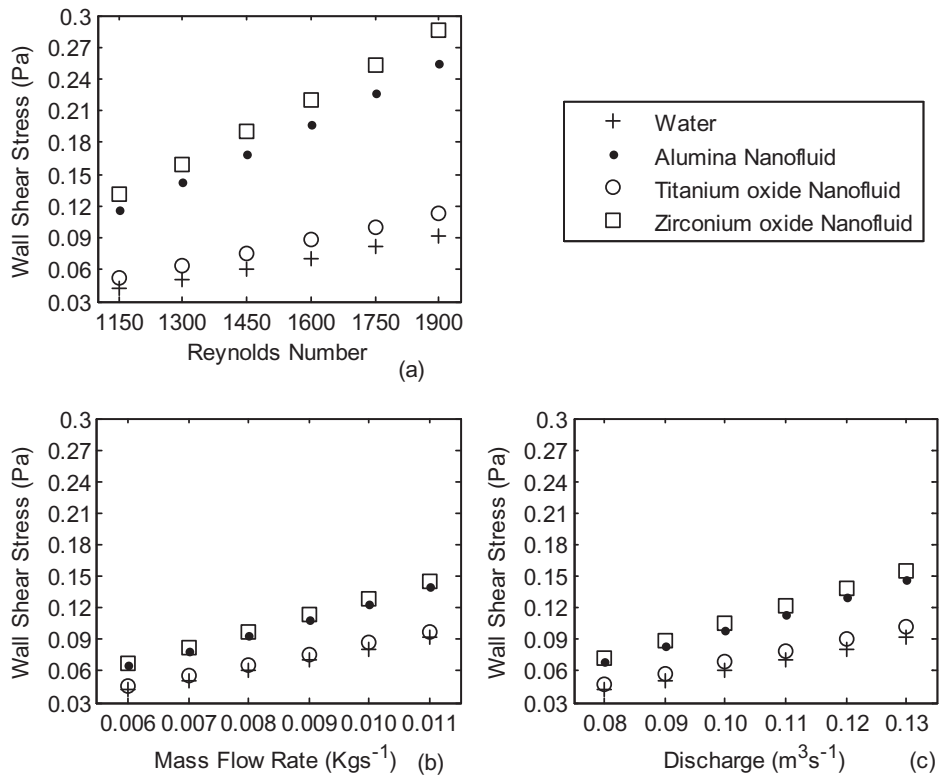 0.3
0.27
0.24
0.21
0.18
0.15
0.12
0.09
0.06
0.03
Wall Shear Stress (Pa)
1150 1300 1450 1600 1750 1900
Reynolds Number
(a)
Water
Alumina Nanofluid
Titanium oxide Nanofluid
Zirconium oxide Nanofluid
0.3
0.27
0.24
0.21
0.18
0.15
0.12
0.09
0.06
0.03
Wall Shear Stress (Pa)
0.006 0.007 0.008 0.009 0.010 0.011
Mass Flow Rate (Kgs⁻¹) (b)
0.3
0.27
0.24
0.21
0.18
0.15
0.12
0.09
0.06
0.03
Wall Shear Stress (Pa)
0.08 0.09 0.10 0.11 0.12 0.13
Discharge (m³s⁻¹) (c)